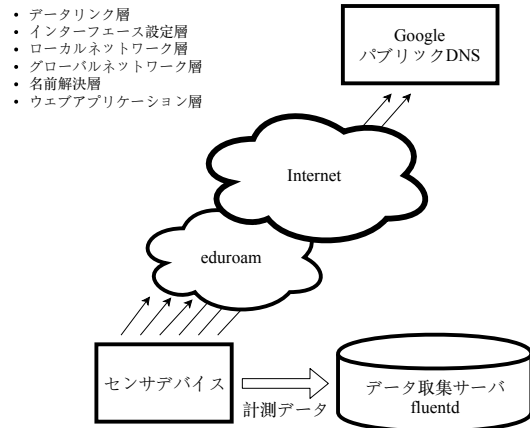 • データリンク層
• インターフェース設定層
• ローカルネットワーク層
• グローバルネットワーク層
• 名前解決層
• ウエブアプリケーション層
Google
パブリックDNS
Internet
eduroam
センサデバイス
計測データ
データ取集サーバ
fluentd